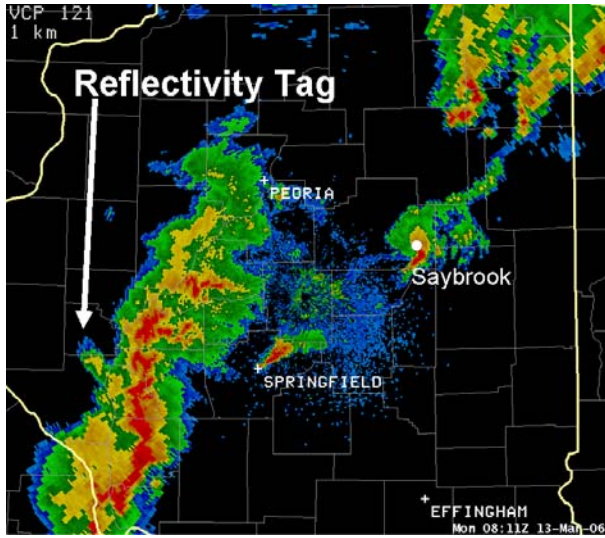 VCP 121
1 km
Reflectivity Tag
PEORIA
Saybrook
SPRINGFIELD
EFFINGHAM
Mon 08:11Z 13-Mar-06